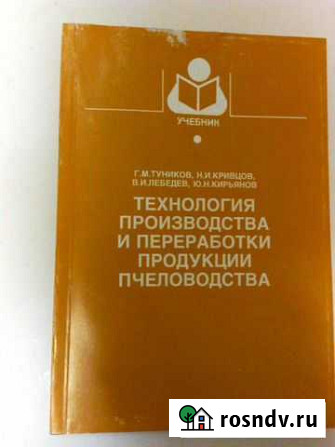 УЧЕБНИК
Г.М.ТУНИКОВ, Н.И.КРИВЦОВ,
В.И.ЛЕБЕДЕВ, Ю.Н.КИРЬЯНОВ
ТЕХНОЛОГИЯ
ПРОИЗВОДСТВА
И ПЕРЕРАБОТКИ
ПРОДУКЦИИ
ПЧЕЛОВОДСТВА
rosndv.ru